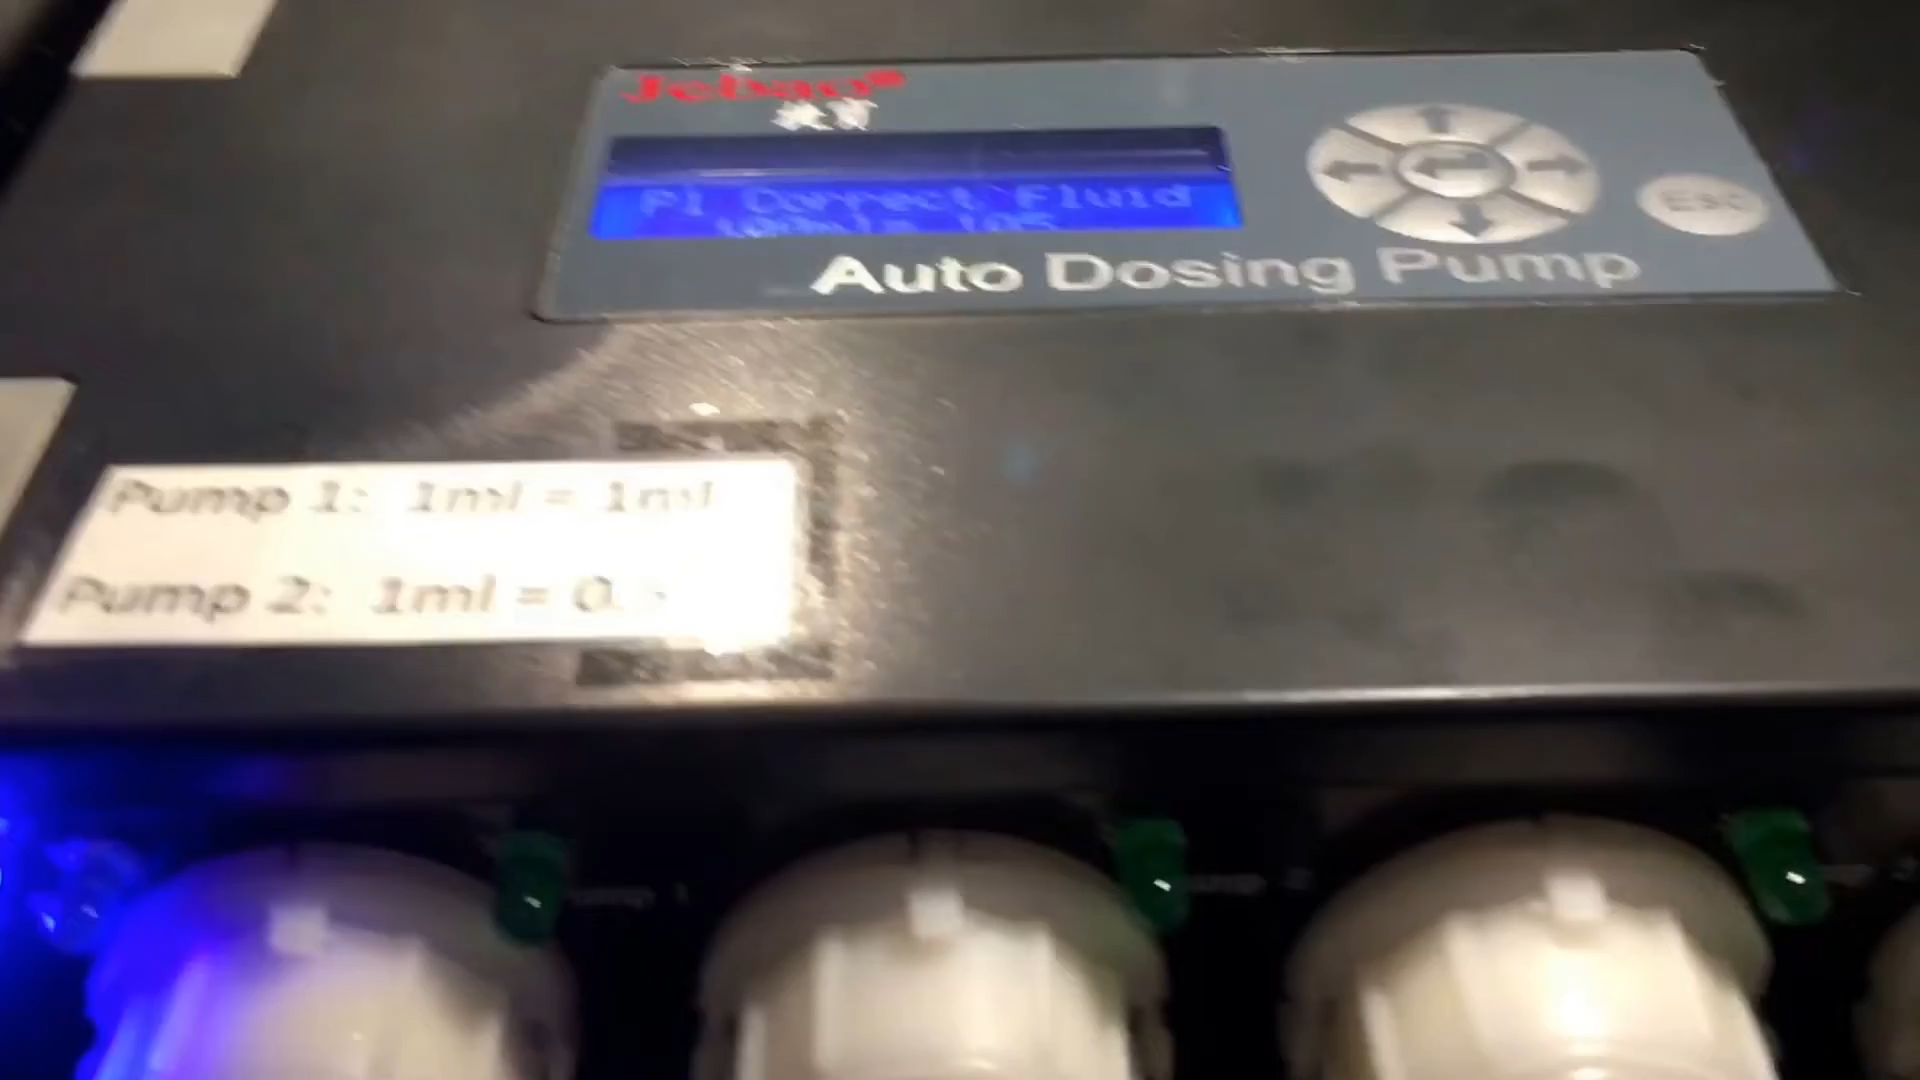 Jebao
P1 Correct Fluid
Auto Dosing Pump
ESC
Pump 1: 1ml = 1ml
Pump 2: 1ml = 0.